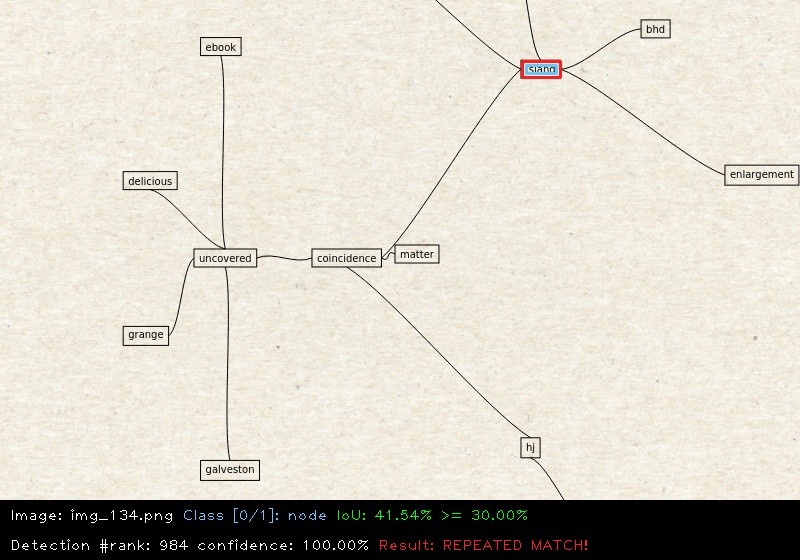 bhd
ebook
enlargement
delicious
matter
uncovered
coincidence
grange
hj
galveston
Image: img_134.png Class [0/1]: node IoU: 41.54% >= 30.00%
Detection #rank: 984 confidence: 100.00% Result: REPEATED MATCH!